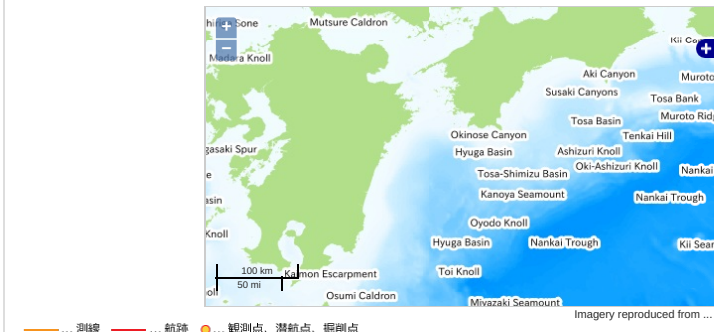 Mutsure Caldron
Madara Knoll
Aki Canyon
Muroto
Susaki Canyons
Tosa Bank
Muroto Ridg
Tosa Basin
Okinose Canyon
Tenkai Hill
gasaki Spur
Hyuga Basin
Ashizuri Knoll
Oki-Ashizuri Knoll
Nankai
Tosa-Shimizu Basin
Kanoya Seamount
Nankai Trough
asin
Oyodo Knoll
Knoll
Hyuga Basin
Nankai Trough
Kii Sear
100 km
Toi Knoll
Kaimon Escarpment
50 mi
Osumi Caldron
Miyazaki Seamount
Imagery reproduced from ...
... 測線 ... 航跡 ... 観測点、潜航点、掘削点